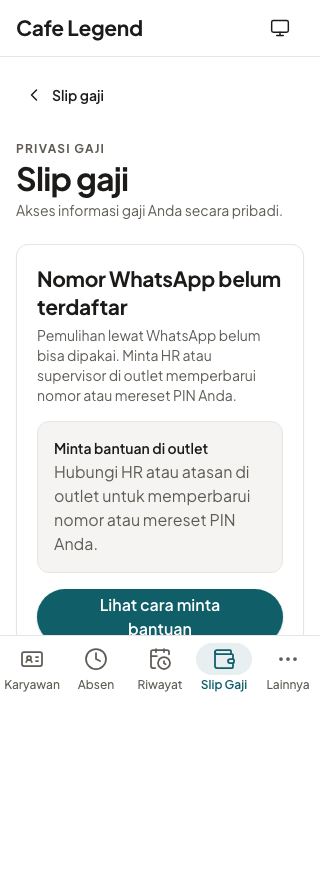 Cafe Legend
Slip gaji
PRIVASI GAJI
Slip gaji
Akses informasi gaji Anda secara pribadi.
Nomor WhatsApp belum
terdaftar
Pemulihan lewat WhatsApp belum
bisa dipakai. Minta HR atau
supervisor di outlet memperbarui
nomor atau mereset PIN Anda.
Minta bantuan di outlet
Hubungi HR atau atasan di
outlet untuk memperbarui
nomor atau mereset PIN
Anda.
Lihat cara minta
bantuan
Karyawan
Absen
Riwayat
Slip Gaji
Lainnya